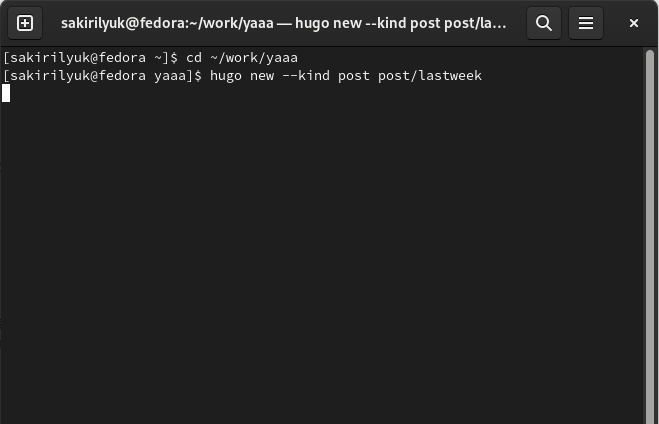 sakirilyuk@fedora:~/work/yaaa — hugo new --kind post post/la...
[sakirilyuk@fedora ~]$ cd ~/work/yaaa
[sakirilyuk@fedora yaaa]$ hugo new --kind post post/lastweek